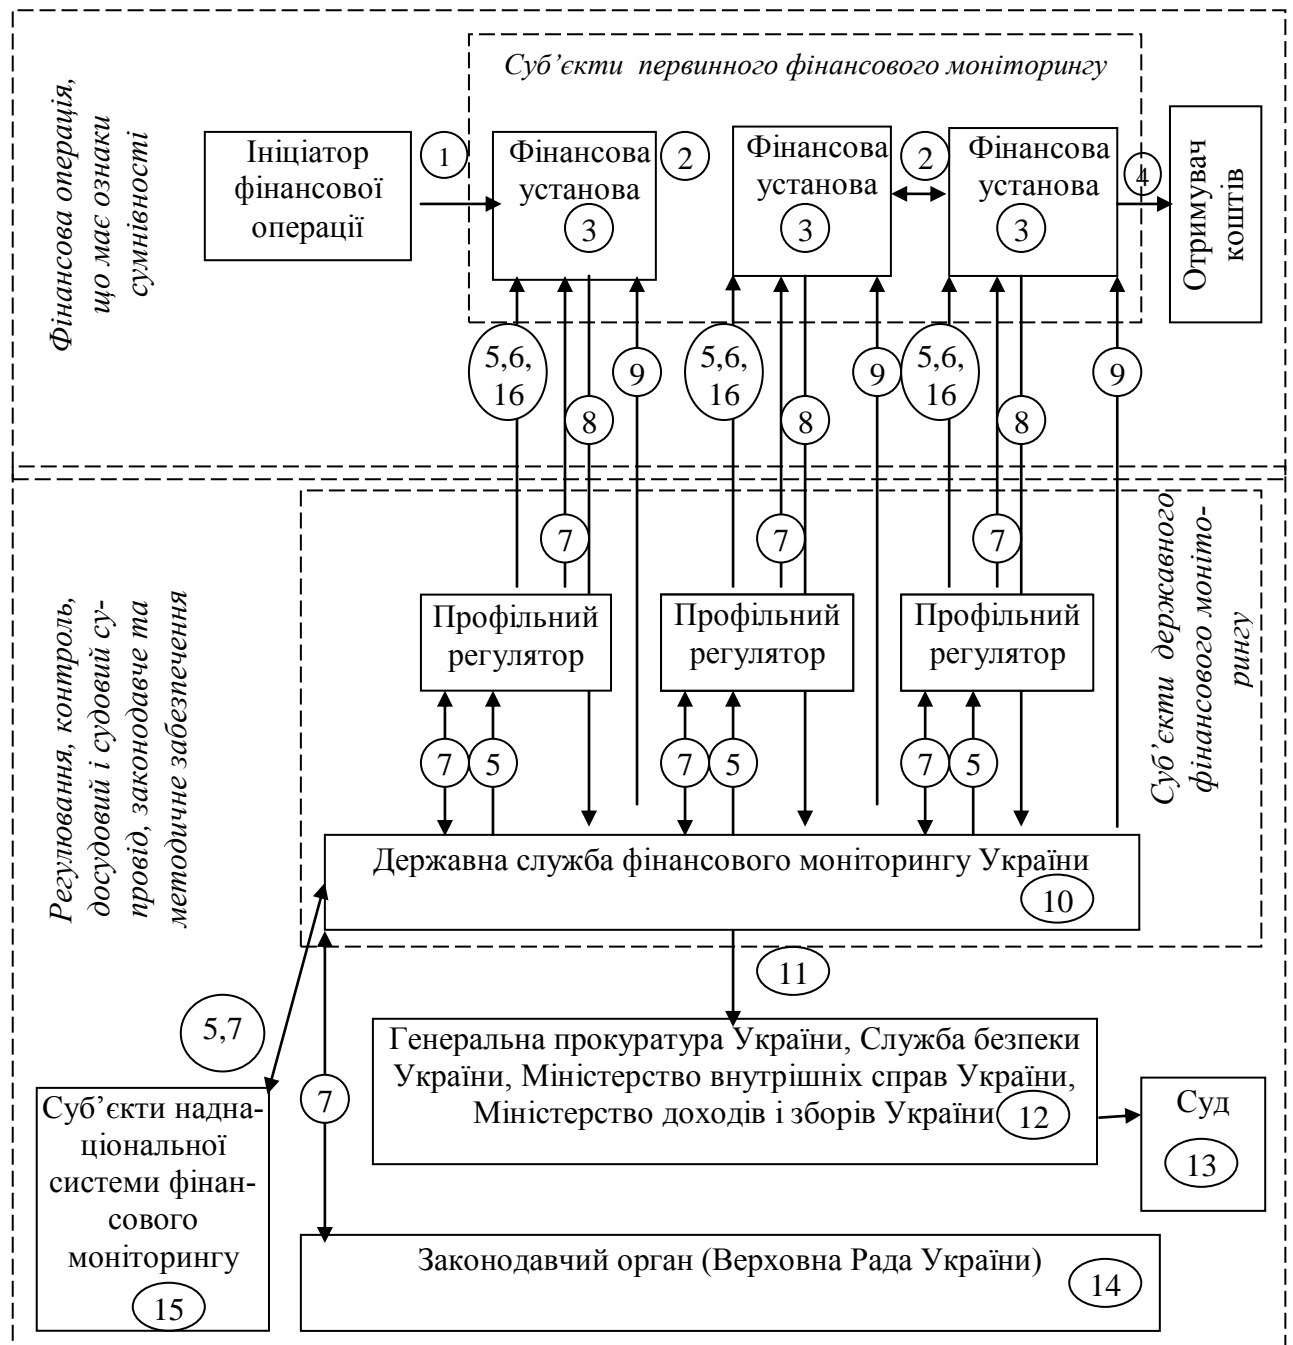 Суб’єкти первинного фінансового моніторингу
Фінансова операція,
що має ознаки
сумнівності
Ініціатор
фінансової
операції
1
Фінансова
установа
3
2
Фінансова
установа
3
2
Фінансова
установа
3
4
Отримувач
коштів
5,6,
16
9
5,6,
16
9
5,6,
16
9
8
8
8
7
7
7
Регулювання, контроль,
досудовий і судовий су-
провід, законодавче та
методичне забезпечення
Суб’єкти державного
фінансового моніто-
рингу
Профільний
регулятор
Профільний
регулятор
Профільний
регулятор
7
5
7
5
7
5
Державна служба фінансового моніторингу України
10
11
5,7
7
Генеральна прокуратура України, Служба безпеки
України, Міністерство внутрішніх справ України,
Міністерство доходів і зборів України
12
Суд
13
Суб’єкти надна-
ціональної
системи фінан-
сового
моніторингу
15
Законодавчий орган (Верховна Рада України)
14